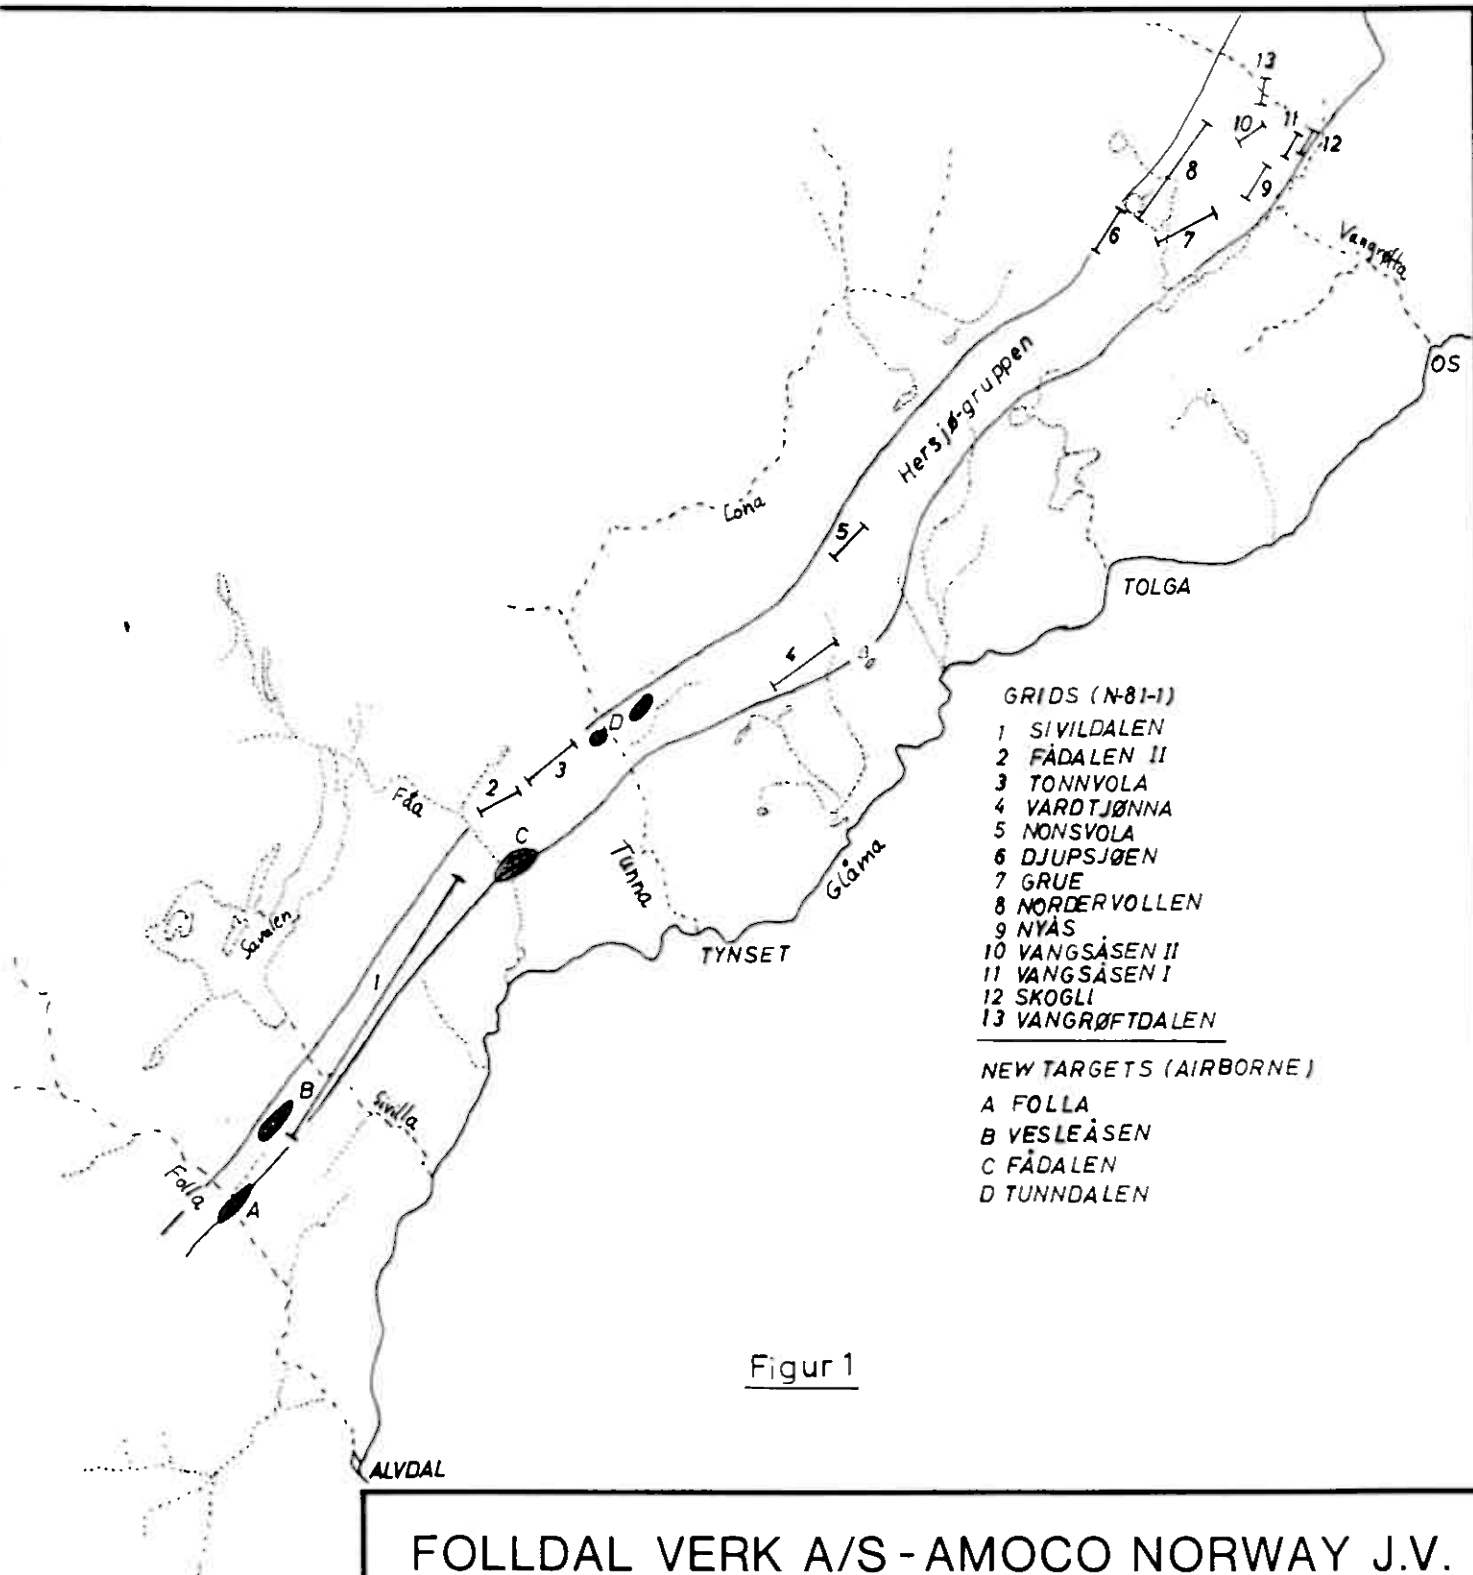 13
10
11
12
8
9
6
7
Vangrøfta
OS
Hersjø-gruppen
Lona
5
TOLGA
4
D
3
2
Fåa
C
Tunna
Glåma
Savalen
TYNSET
1
B
Sivilla
Folla
A
ALVDAL
GRIDS (N-81-1)
1 SIVILDALEN
2 FÅDALEN II
3 TONNVOLA
4 VARDTJØNNA
5 NONSVOLA
6 DJUPSJØEN
7 GRUE
8 NORDERVOLLEN
9 NYÅS
10 VANGSÅSEN II
11 VANGSÅSEN I
12 SKOGLI
13 VANGRØFTDALEN
NEW TARGETS (AIRBORNE)
A FOLLA
B VESLEÅSEN
C FÅDALEN
D TUNNDALEN
Figur 1
FOLLDAL VERK A/S - AMOCO NORWAY J.V.